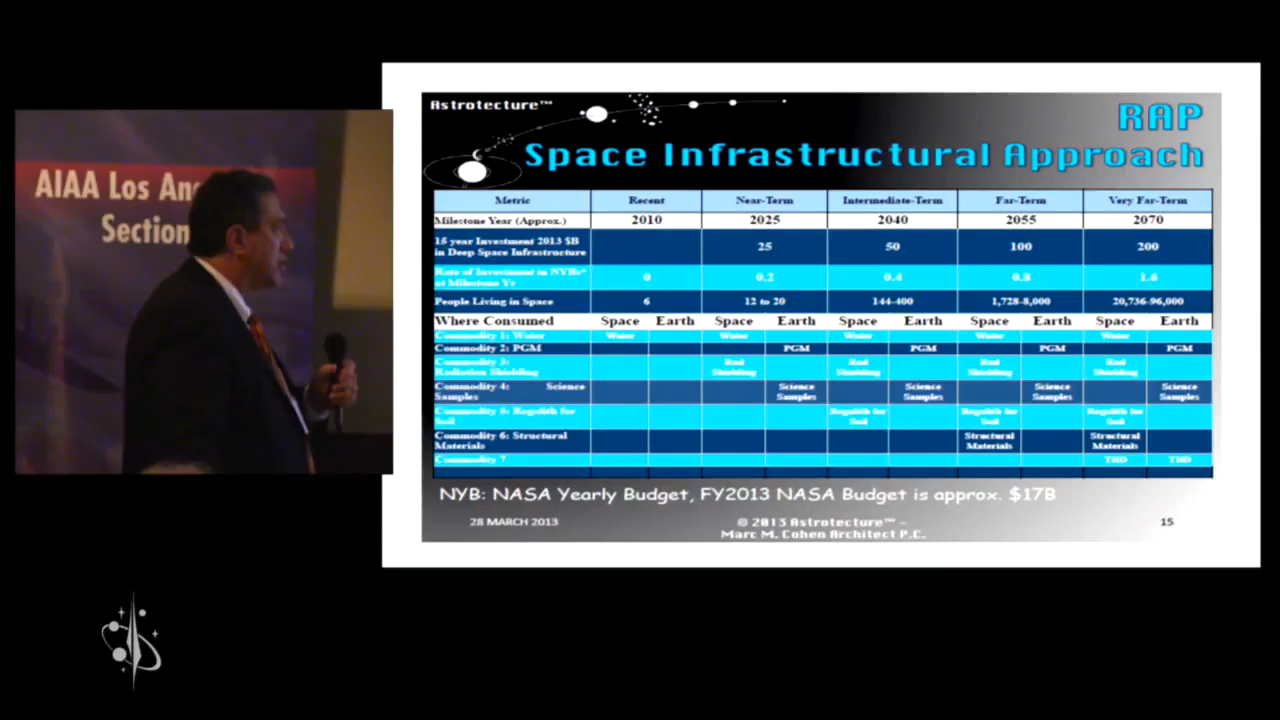 AIAA Los An
Section
Astrotecture™
RAP
Space Infrastructural Approach
Metric Recent Near-Term Intermediate-Term Far-Term Very Far-Term
Milestone Year (Approx.) 2010 2025 2040 2055 2070
15 year Investment 2013 $B
in Deep Space Infrastructure 25 50 100 200
Rate of Investment in NYBs*
at Milestone Yr 0 0.2 0.4 0.8 1.6
People Living in Space 6 12 to 20 144-400 1,728-8,000 20,736-96,000
Where Consumed Space Earth Space Earth Space Earth Space Earth Space Earth
Commodity 1: Water Water Water Water Water Water
Commodity 2: PGM PGM PGM PGM PGM
Commodity 3: Rad Rad Rad Rad
Radiation Shielding Shielding Shielding Shielding Shielding
Commodity 4: Science Science Science Science Science
Samples Samples Samples Samples Samples
Commodity 5: Regolith for Regolith for Regolith for Regolith for
Soil Soil Soil Soil
Commodity 6: Structural Structural Structural
Materials Materials Materials
Commodity 7 TBD TBD
NYB: NASA Yearly Budget, FY2013 NASA Budget is approx. $17B
28 MARCH 2013
© 2013 Astrotecture™ -
Marc M. Cohen Architect P.C.
15